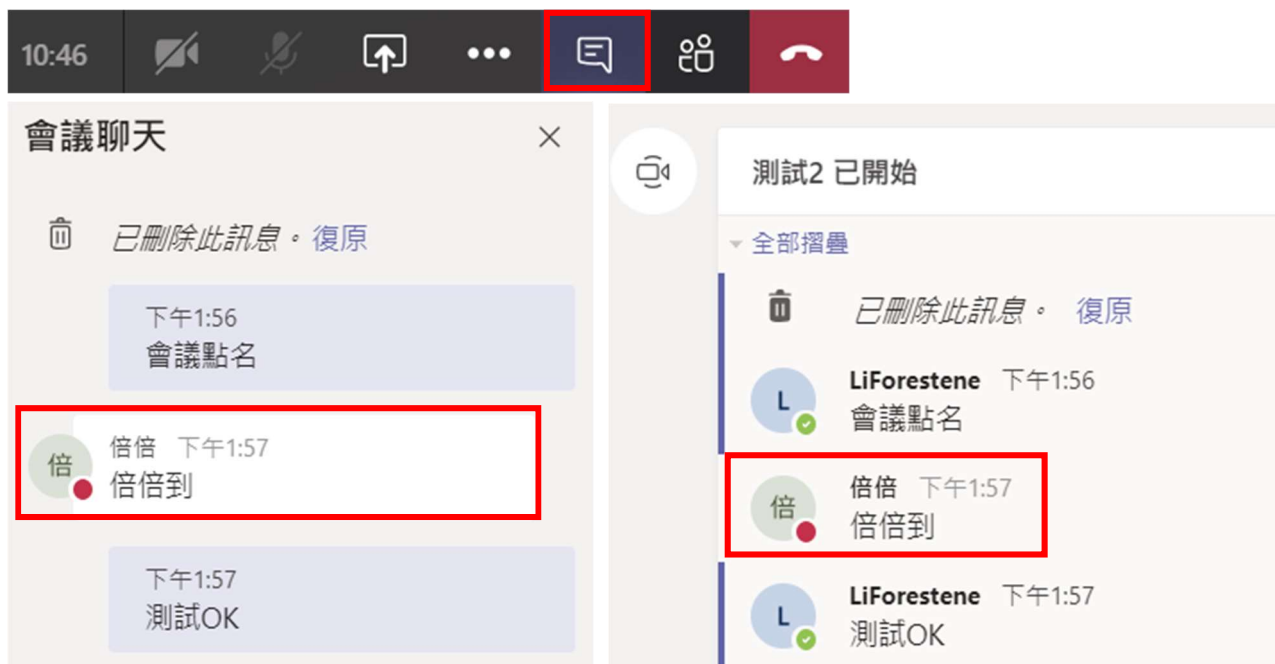 10:46
會議聊天
已刪除此訊息。復原
下午1:56
會議點名
倍
倍倍 下午1:57
倍倍到
下午1:57
測試OK
測試2 已開始
全部摺疊
已刪除此訊息。 復原
L
LiForestene 下午1:56
會議點名
倍
倍倍 下午1:57
倍倍到
L
LiForestene 下午1:57
測試OK